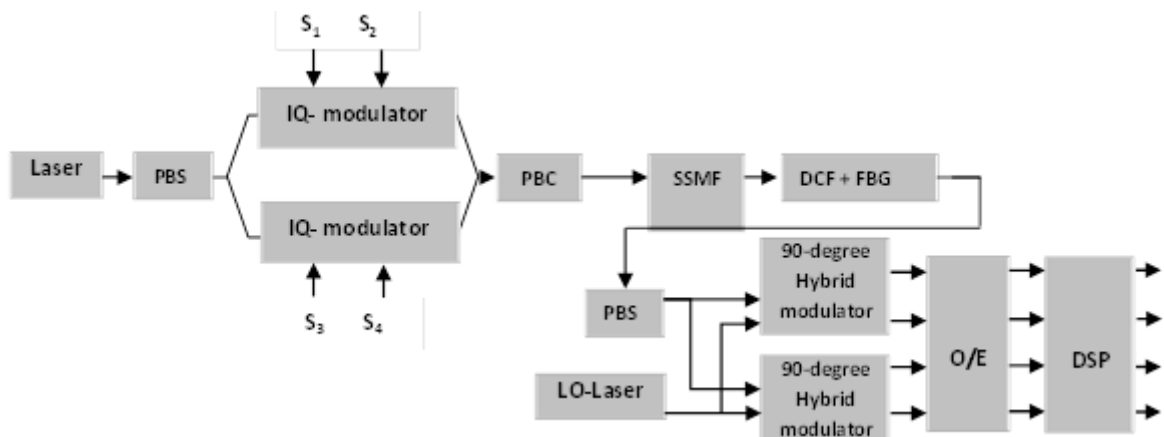 S1 S2
IQ- modulator
Laser
PBS
PBC
SSMF
DCF + FBG
IQ- modulator
S3 S4
90-degree
Hybrid
modulator
PBS
O/E
DSP
LO-Laser
90-degree
Hybrid
modulator